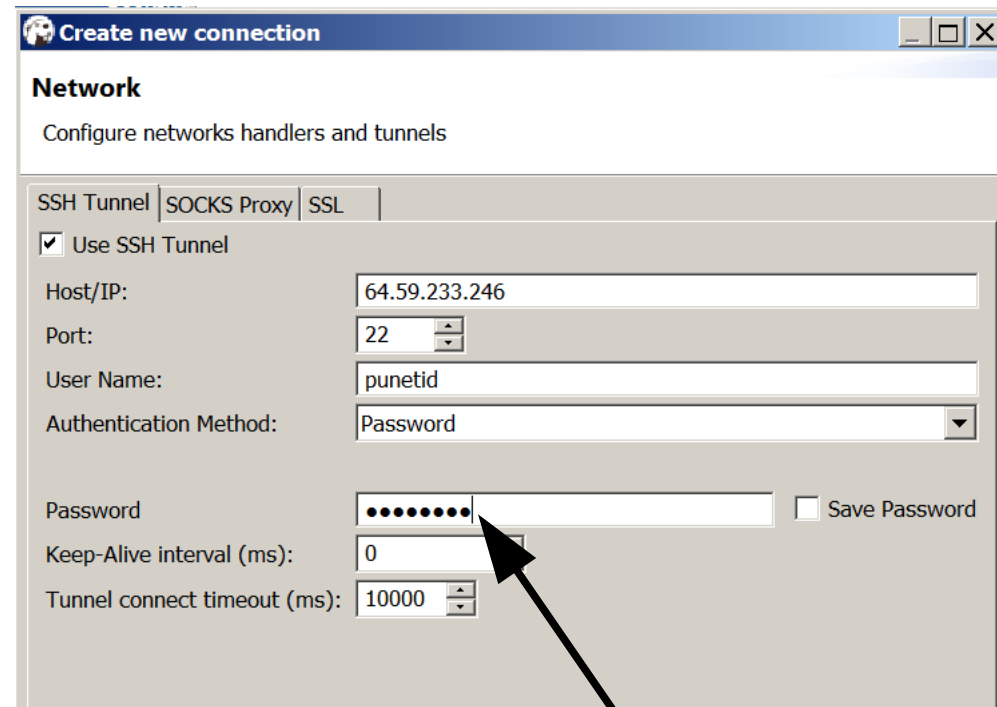 Create new connection
Network
Configure networks handlers and tunnels
SSH Tunnel SOCKS Proxy SSL
Use SSH Tunnel
Host/IP: 64.59.233.246
Port: 22
User Name: punetid
Authentication Method: Password
Password ●●●●●●●● Save Password
Keep-Alive interval (ms): 0
Tunnel connect timeout (ms): 10000